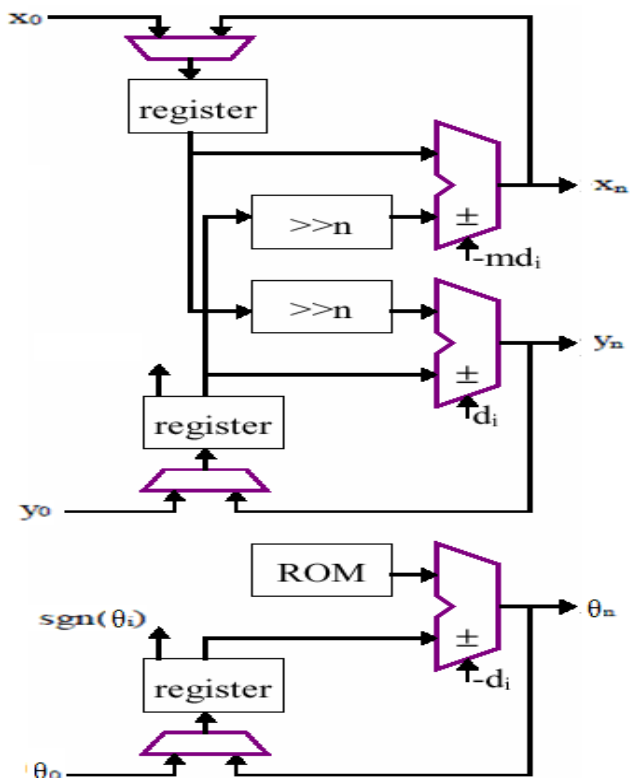 x₀
register
>>n
±
xₙ
-mdᵢ
>>n
yₙ
±
dᵢ
register
y₀
ROM
sgn(θᵢ)
θₙ
±
-dᵢ
register
θ₀